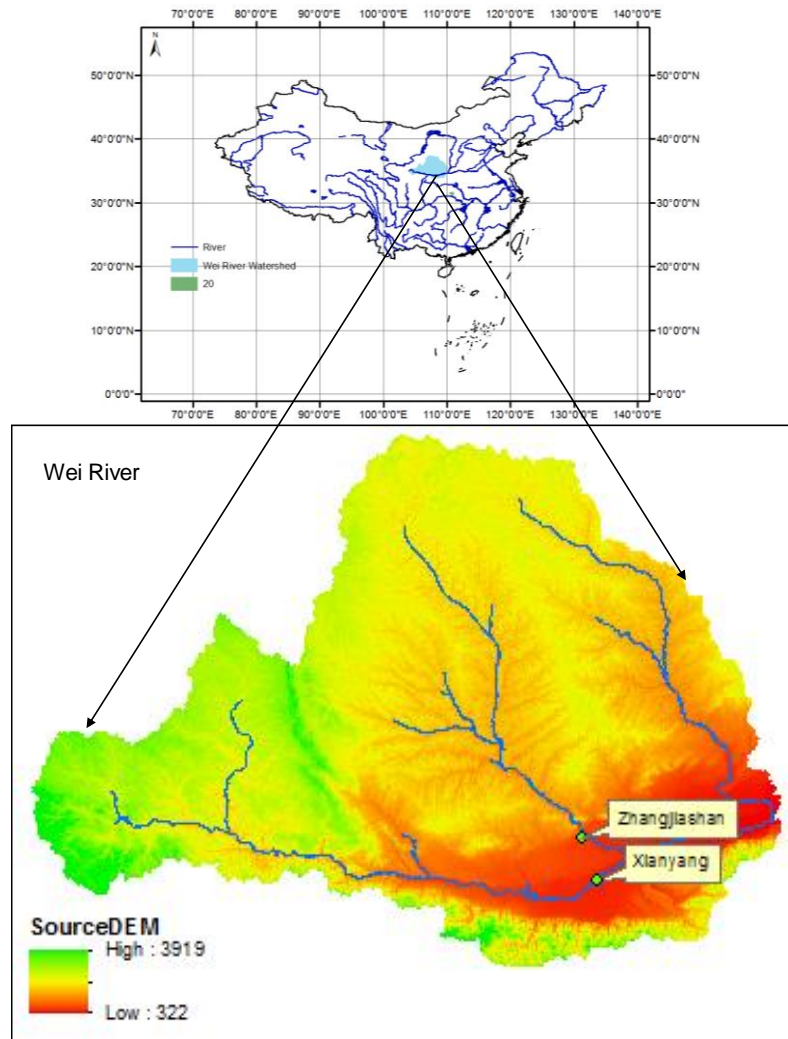 70°0'0"E 80°0'0"E 90°0'0"E 100°0'0"E 110°0'0"E 120°0'0"E 130°0'0"E 140°0'0"E
N
50°0'0"N 50°0'0"N
40°0'0"N 40°0'0"N
30°0'0"N 30°0'0"N
River
20°0'0"N Wei River Watershed 20°0'0"N
20
10°0'0"N 10°0'0"N
0°0'0" 0°0'0"
70°0'0"E 80°0'0"E 90°0'0"E 100°0'0"E 110°0'0"E 120°0'0"E 130°0'0"E 140°0'0"E
Wei River
Zhangjiashan
Xianyang
SourceDEM
High : 3919
Low : 322